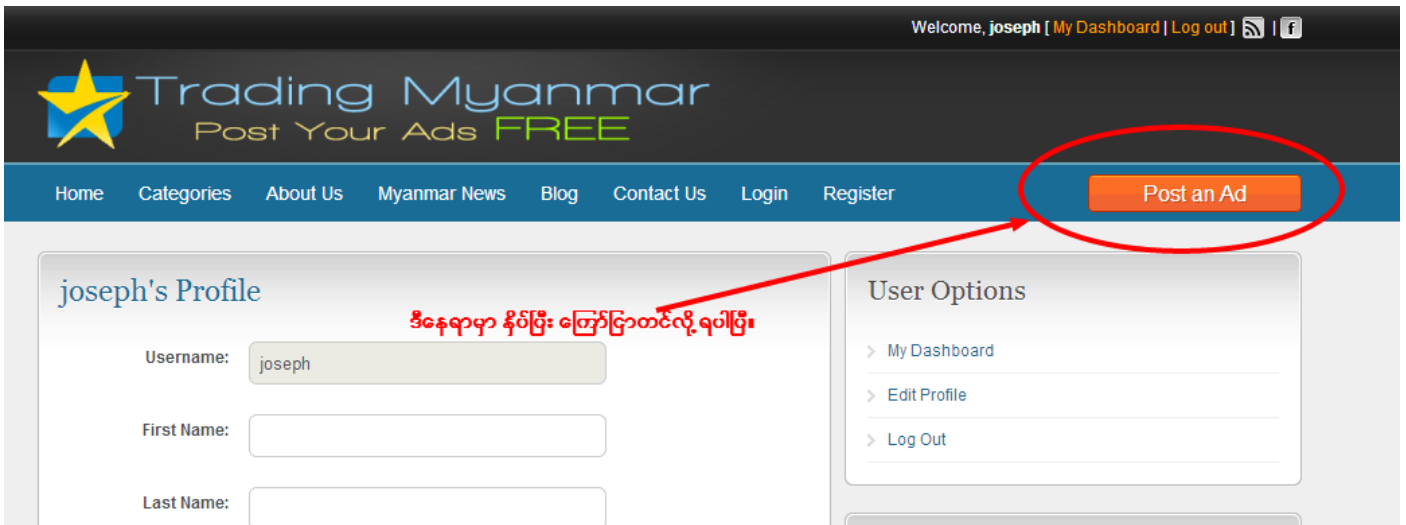 Welcome, joseph [ My Dashboard | Log out ] | f
Trading Myanmar
Post Your Ads FREE
Home Categories About Us Myanmar News Blog Contact Us Login Register Post an Ad
joseph's Profile
ဒီနေရာမှာ နှိပ်ပြီး ကြော်ငြာတင်လို့ ရပါပြီ။
Username: joseph
First Name:
Last Name:
User Options
My Dashboard
Edit Profile
Log Out